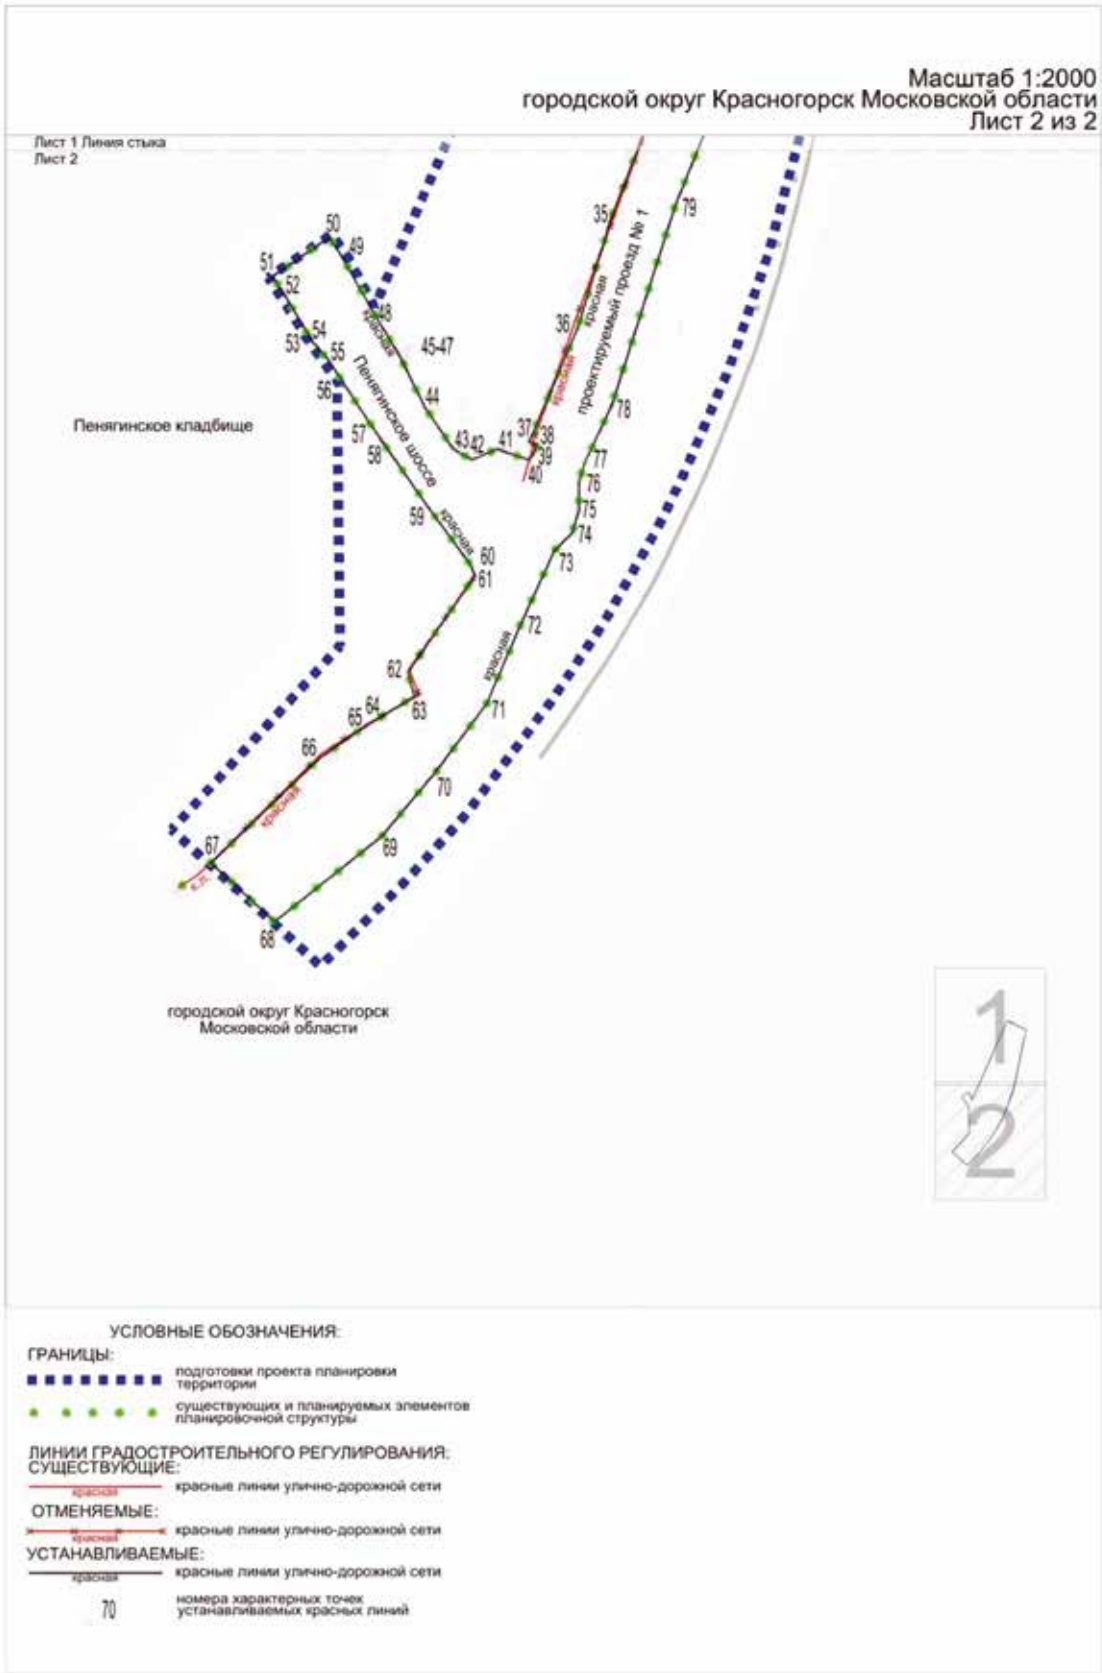 Масштаб 1:2000
городской округ Красногорск Московской области
Лист 2 из 2
Лист 1 Линия стыка
Лист 2
50
49
51
52
48
красная
53
54
55
56
45-47
44
Пенягинское шоссе
57
58
43
42
41
40
39
38
37
36
35
красная
красная
проектируемый проезд № 1
79
78
77
76
75
74
73
72
красная
71
70
69
68
Пенягинское кладбище
59
красная
60
61
62
63
64
65
66
красная
67
к.л.
городской округ Красногорск
Московской области
1
2
УСЛОВНЫЕ ОБОЗНАЧЕНИЯ:
ГРАНИЦЫ:
подготовки проекта планировки
территории
существующих и планируемых элементов
планировочной структуры
ЛИНИИ ГРАДОСТРОИТЕЛЬНОГО РЕГУЛИРОВАНИЯ:
СУЩЕСТВУЮЩИЕ:
красная
красные линии улично-дорожной сети
ОТМЕНЯЕМЫЕ:
красная
красные линии улично-дорожной сети
УСТАНАВЛИВАЕМЫЕ:
красная
красные линии улично-дорожной сети
70
номера характерных точек
устанавливаемых красных линий